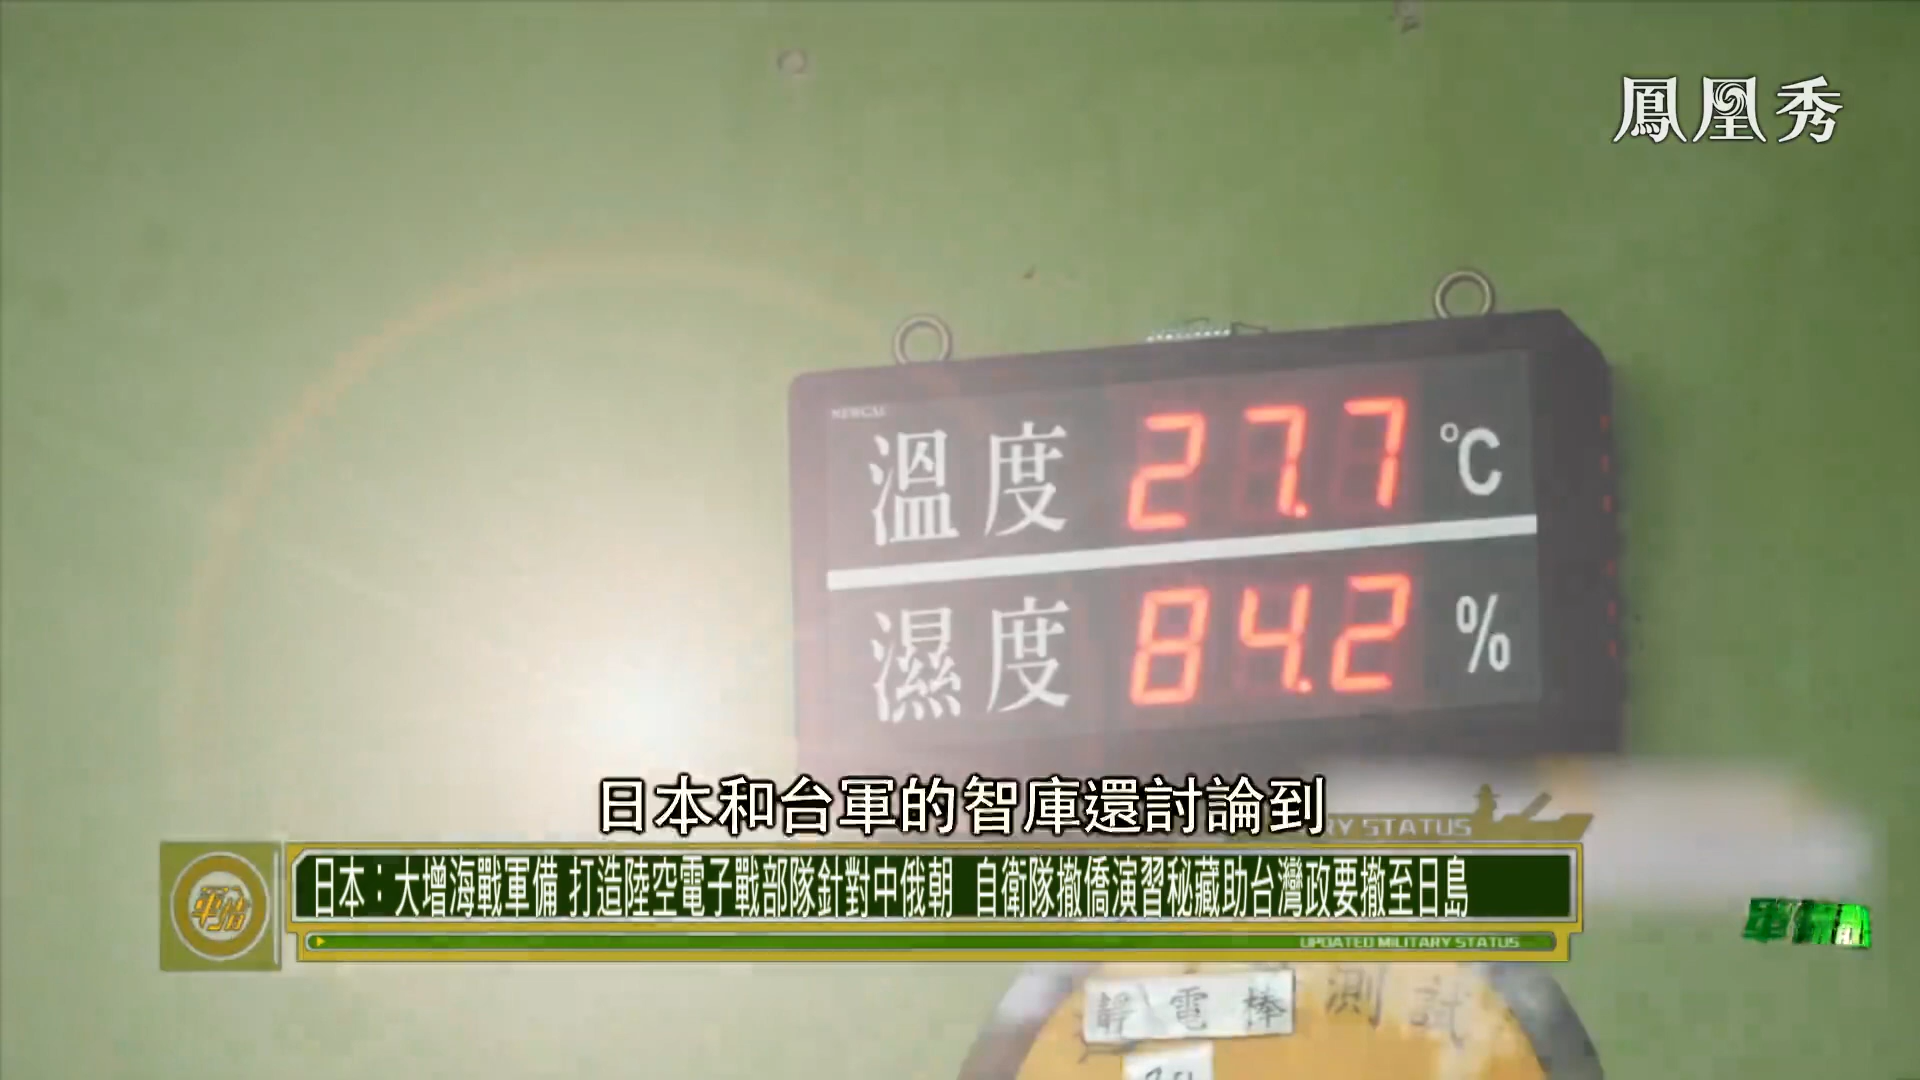 鳳凰秀
溫度 27.7 ℃
濕度 84.2 %
日本和台軍的智庫還討論到
RY STATUS
日本：大增海戰軍備 打造陸空電子戰部隊針對中俄朝 自衛隊撤僑演習秘藏助台灣政要撤至日島
UPDATED MILITARY STATUS
測試
靜電棒